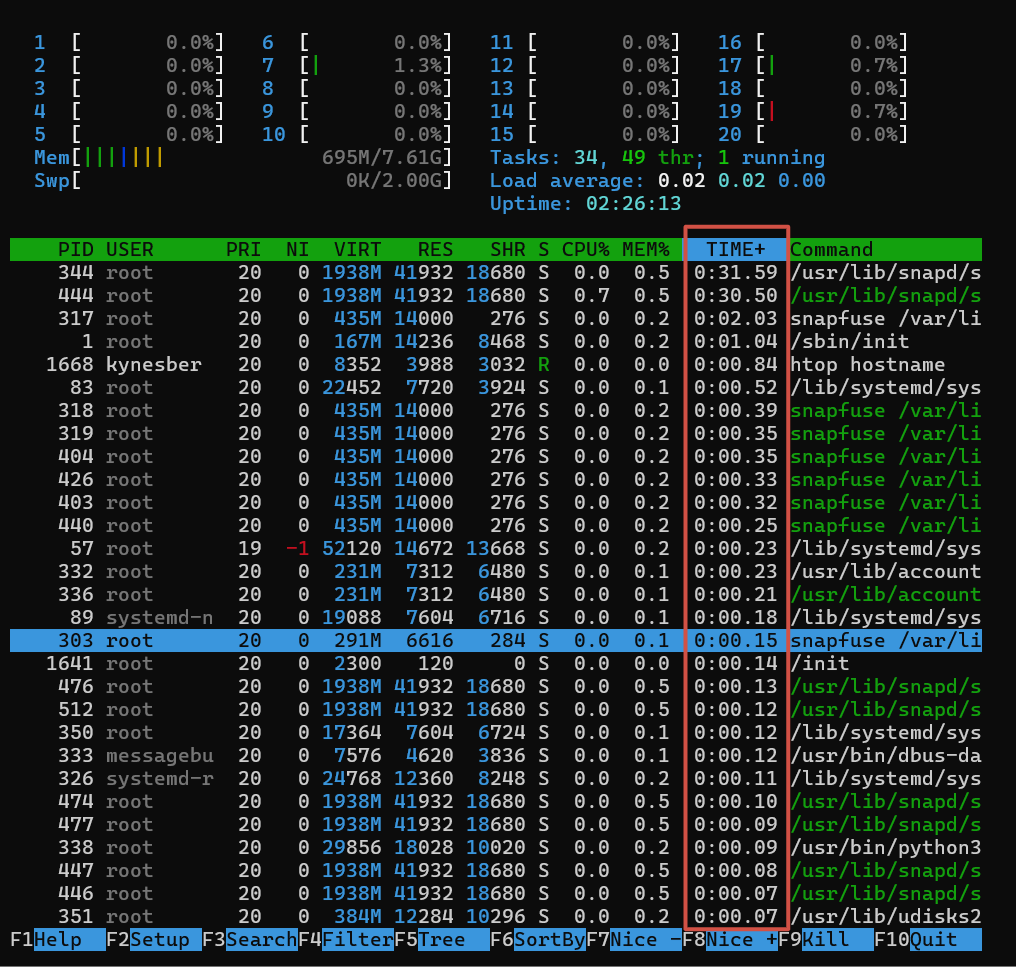 1 [ 0.0%] 6 [ 0.0%] 11 [ 0.0%] 16 [ 0.0%]
2 [ 0.0%] 7 [| 1.3%] 12 [ 0.0%] 17 [| 0.7%]
3 [ 0.0%] 8 [ 0.0%] 13 [ 0.0%] 18 [ 0.0%]
4 [ 0.0%] 9 [ 0.0%] 14 [ 0.0%] 19 [| 0.7%]
5 [ 0.0%] 10 [ 0.0%] 15 [ 0.0%] 20 [ 0.0%]
Mem[||||||| 695M/7.61G] Tasks: 34, 49 thr; 1 running
Swp[ 0K/2.00G] Load average: 0.02 0.02 0.00
Uptime: 02:26:13
PID USER PRI NI VIRT RES SHR S CPU% MEM% TIME+ Command
344 root 20 0 1938M 41932 18680 S 0.0 0.5 0:31.59 /usr/lib/snapd/s
444 root 20 0 1938M 41932 18680 S 0.7 0.5 0:30.50 /usr/lib/snapd/s
317 root 20 0 435M 14000 276 S 0.0 0.2 0:02.03 snapfuse /var/li
1 root 20 0 167M 14236 8468 S 0.0 0.2 0:01.04 /sbin/init
1668 kynesber 20 0 8352 3988 3032 R 0.0 0.0 0:00.84 htop hostname
83 root 20 0 22452 7720 3924 S 0.0 0.1 0:00.52 /lib/systemd/sys
318 root 20 0 435M 14000 276 S 0.0 0.2 0:00.39 snapfuse /var/li
319 root 20 0 435M 14000 276 S 0.0 0.2 0:00.35 snapfuse /var/li
404 root 20 0 435M 14000 276 S 0.0 0.2 0:00.35 snapfuse /var/li
426 root 20 0 435M 14000 276 S 0.0 0.2 0:00.33 snapfuse /var/li
403 root 20 0 435M 14000 276 S 0.0 0.2 0:00.32 snapfuse /var/li
440 root 20 0 435M 14000 276 S 0.0 0.2 0:00.25 snapfuse /var/li
57 root 19 -1 52120 14672 13668 S 0.0 0.2 0:00.23 /lib/systemd/sys
332 root 20 0 231M 7312 6480 S 0.0 0.1 0:00.23 /usr/lib/account
336 root 20 0 231M 7312 6480 S 0.0 0.1 0:00.21 /usr/lib/account
89 systemd-n 20 0 19088 7604 6716 S 0.0 0.1 0:00.18 /lib/systemd/sys
303 root 20 0 291M 6616 284 S 0.0 0.1 0:00.15 snapfuse /var/li
1641 root 20 0 2300 120 0 S 0.0 0.0 0:00.14 /init
476 root 20 0 1938M 41932 18680 S 0.0 0.5 0:00.13 /usr/lib/snapd/s
512 root 20 0 1938M 41932 18680 S 0.0 0.5 0:00.12 /usr/lib/snapd/s
350 root 20 0 17364 7604 6724 S 0.0 0.1 0:00.12 /lib/systemd/sys
333 messagebu 20 0 7576 4620 3836 S 0.0 0.1 0:00.12 /usr/bin/dbus-da
326 systemd-r 20 0 24768 12360 8248 S 0.0 0.2 0:00.11 /lib/systemd/sys
474 root 20 0 1938M 41932 18680 S 0.0 0.5 0:00.10 /usr/lib/snapd/s
477 root 20 0 1938M 41932 18680 S 0.0 0.5 0:00.09 /usr/lib/snapd/s
338 root 20 0 29856 18028 10020 S 0.0 0.2 0:00.09 /usr/bin/python3
447 root 20 0 1938M 41932 18680 S 0.0 0.5 0:00.08 /usr/lib/snapd/s
446 root 20 0 1938M 41932 18680 S 0.0 0.5 0:00.07 /usr/lib/snapd/s
351 root 20 0 384M 12284 10296 S 0.0 0.2 0:00.07 /usr/lib/udisks2
F1Help F2Setup F3SearchF4FilterF5Tree F6SortByF7Nice -F8Nice +F9Kill F10Quit